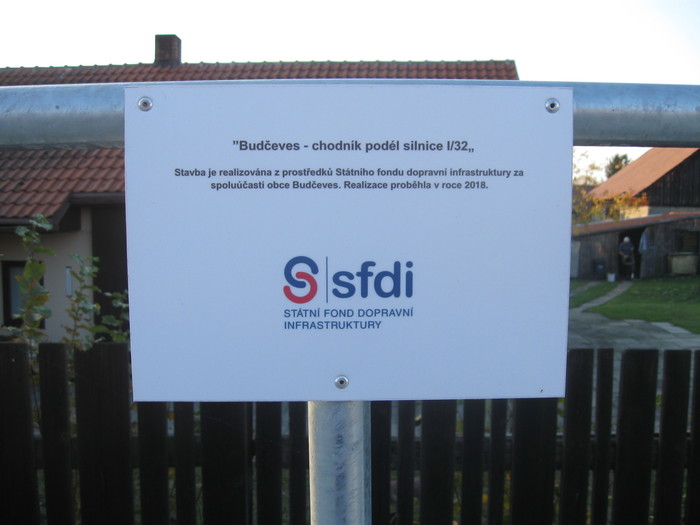 ”Budčeves - chodník podél silnice I/32„
Stavba je realizována z prostředků Státního fondu dopravní infrastruktury za
spoluúčasti obce Budčeves. Realizace proběhla v roce 2018.
sfdi
STÁTNÍ FOND DOPRAVNÍ
INFRASTRUKTURY